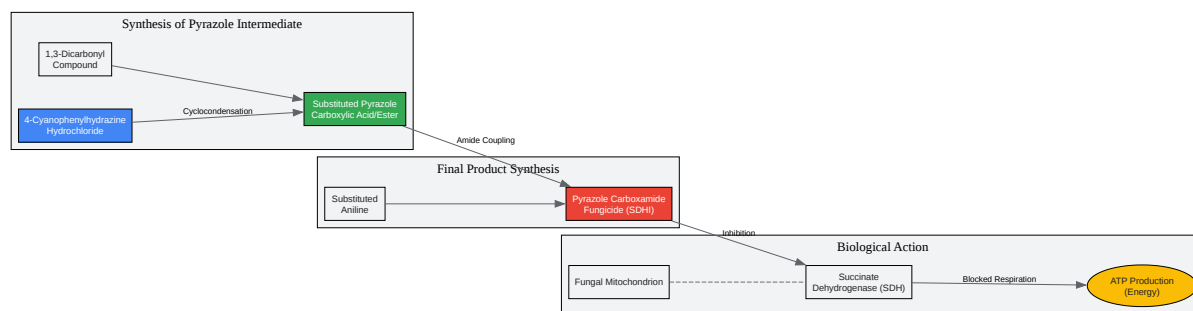 Synthesis of Pyrazole Intermediate
1,3-Dicarbonyl
Compound
4-Cyanophenylhydrazine
Hydrochloride
Cyclocondensation
Substituted Pyrazole
Carboxylic Acid/Ester
Amide Coupling
Final Product Synthesis
Substituted
Aniline
Pyrazole Carboxamide
Fungicide (SDHI)
Inhibition
Biological Action
Fungal Mitochondrion
Succinate
Dehydrogenase (SDH)
Blocked Respiration
ATP Production
(Energy)